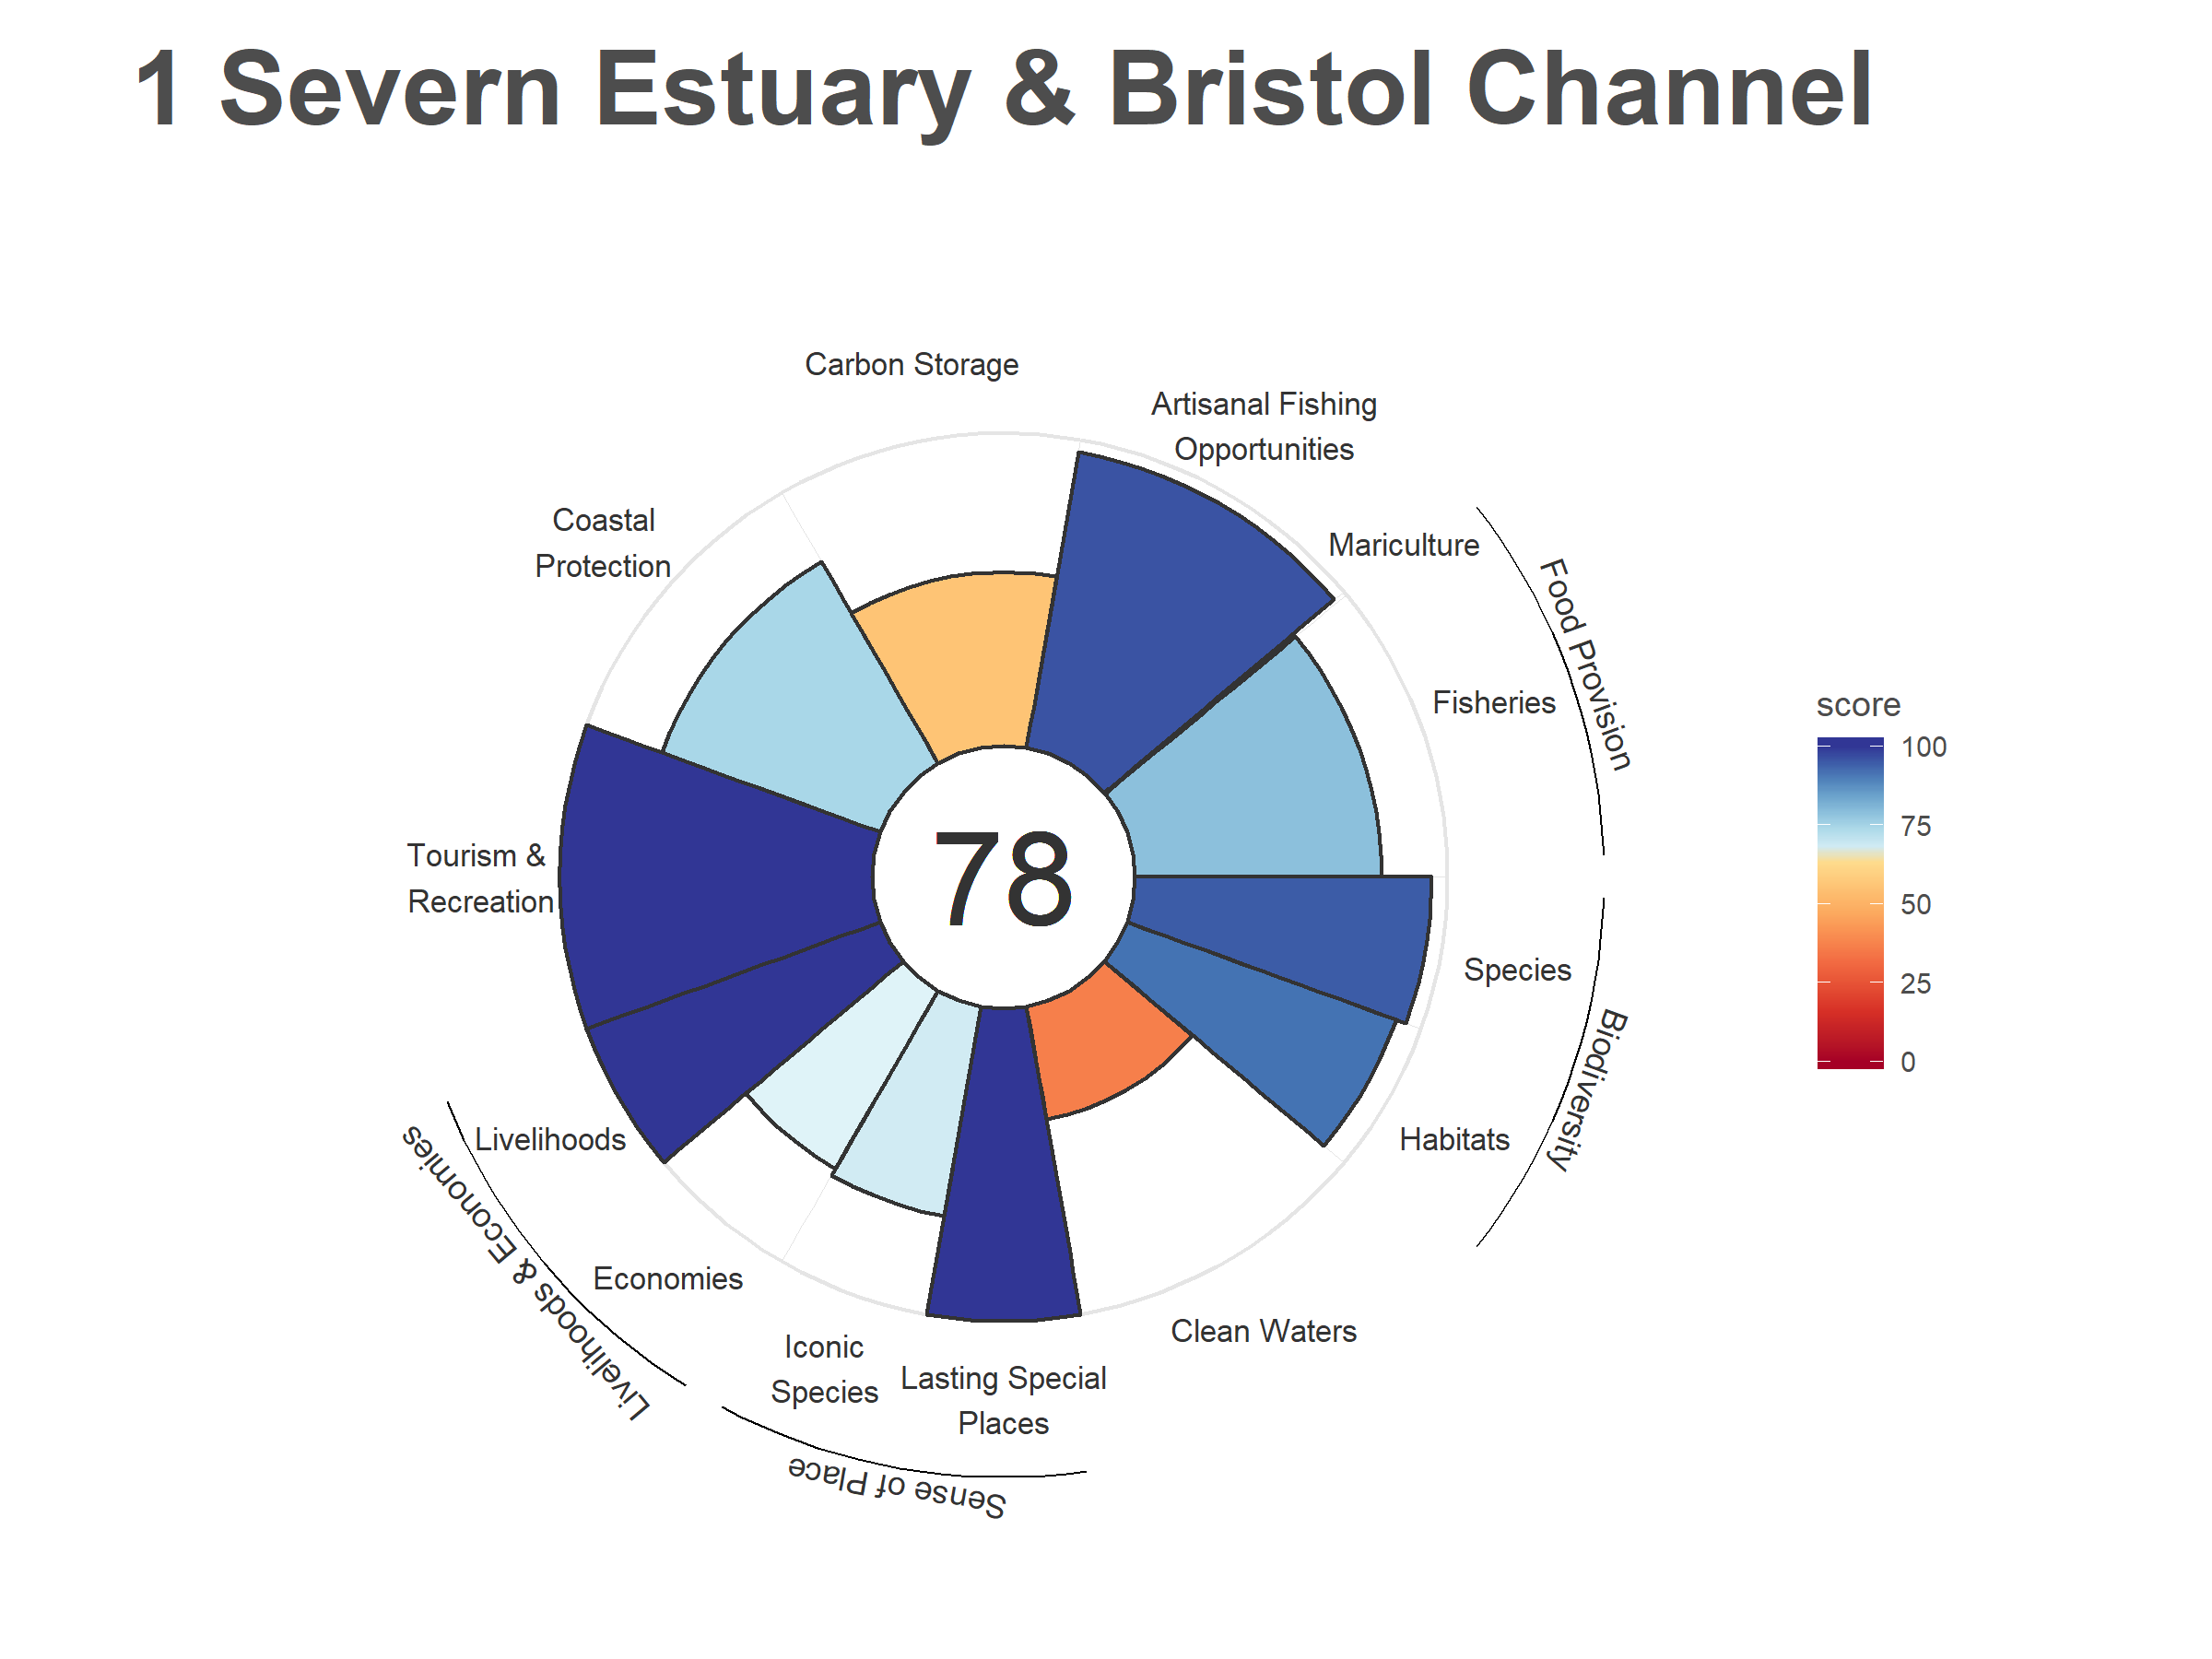 1 Severn Estuary & Bristol Channel
Carbon Storage
Artisanal Fishing
Opportunities
Mariculture
Food Provision
Fisheries
Species
Biodiversity
Habitats
Clean Waters
Lasting Special
Places
Iconic
Species
Sense of Place
Economies
Livelihoods
Livelihoods & Economies
Tourism &
Recreation
Coastal
Protection
78
score
100
75
50
25
0